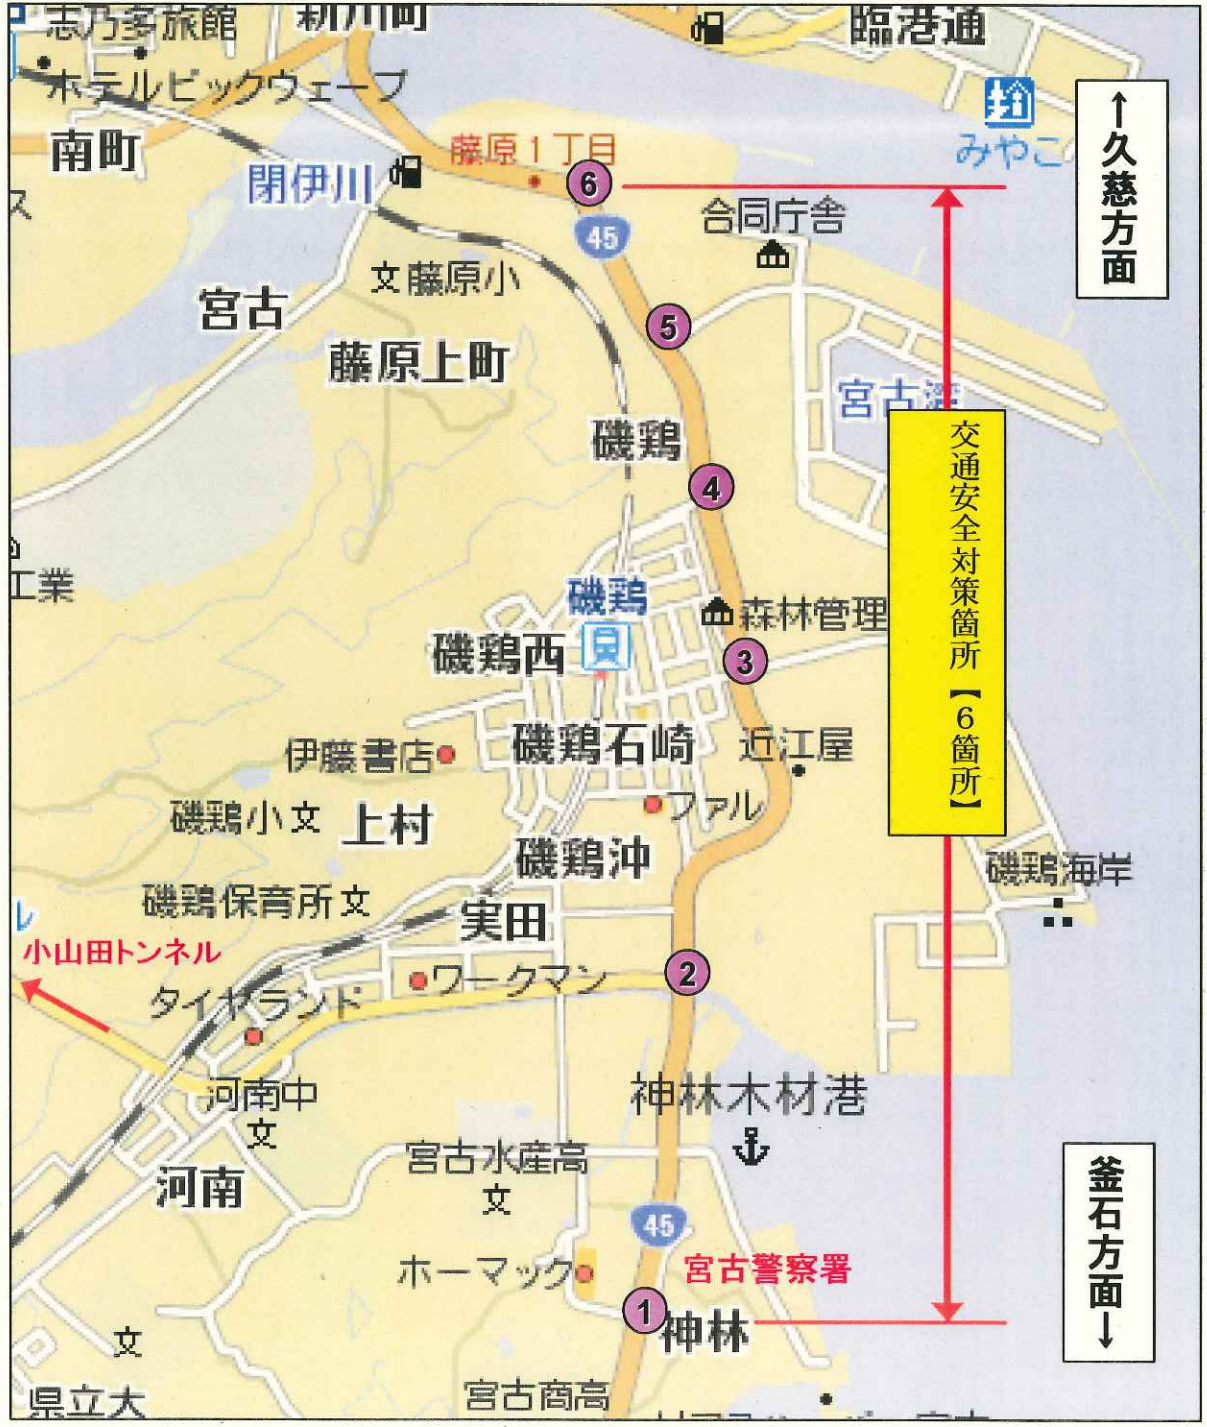 志乃多旅館
新川町
臨港通
ホテルビックウェーブ
↑久慈方面
南町
藤原1丁目
みやこ
閉伊川
6
ス
合同庁舎
45
文藤原小
宮古
5
藤原上町
宮古港
磯鶏
交通安全対策箇所【6箇所】
4
工業
磯鶏
森林管理
磯鶏西
3
磯鶏石崎
近江屋
伊藤書店
ファル
磯鶏小文
上村
磯鶏沖
磯鶏海岸
磯鶏保育所文
実田
ル
小山田トンネル
2
ワークマン
タイヤランド
河南中
文
神林木材港
宮古水産高
文
河南
釜石方面↓
45
ホーマック
宮古警察署
1
神林
文
県立大
宮古商高